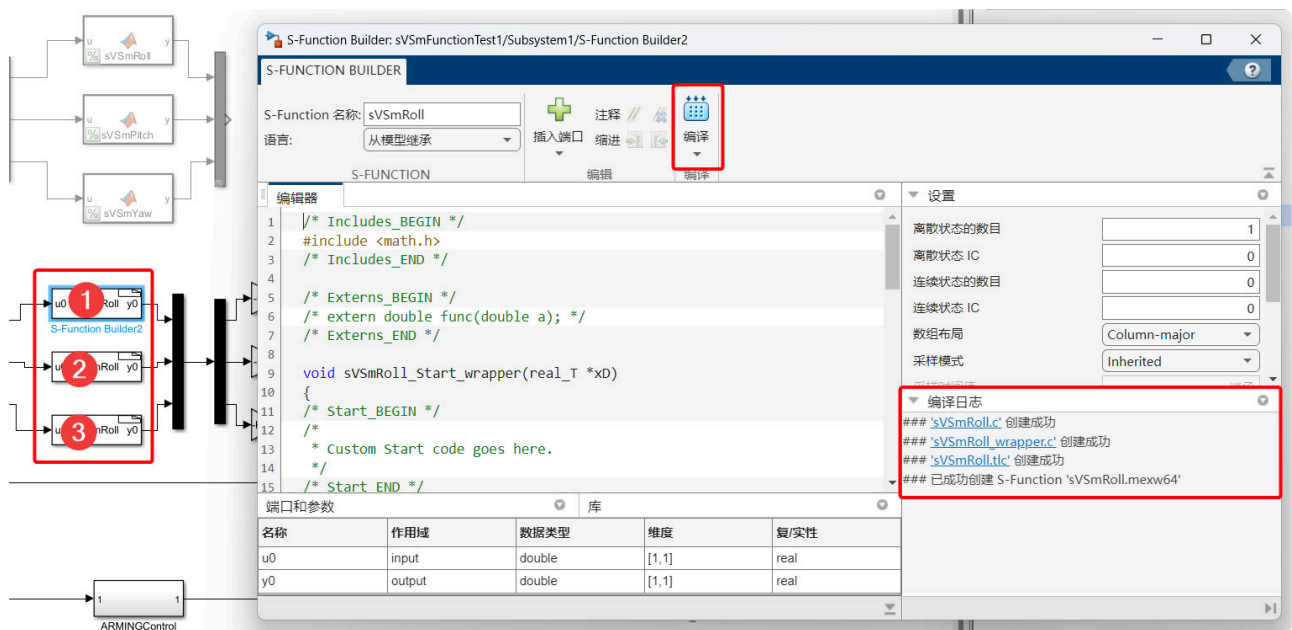 u
y
% sVSmRoll
u
y
% sVSmPitch
u
y
% sVSmYaw
u0 1 Roll y0
S-Function Builder2
2 mRoll y0
3 nRoll y0
1 1
ARMINGControl
S-Function Builder: sVSmFunctionTest1/Subsystem1/S-Function Builder2
S-FUNCTION BUILDER
?
S-Function 名称: sVSmRoll
语言: 从模型继承
插入端口
注释 // 
缩进
编译
S-FUNCTION
编辑
编译
编辑器
1 /* Includes_BEGIN */
2 #include <math.h>
3 /* Includes_END */
4
5 /* Externs_BEGIN */
6 /* extern double func(double a); */
7 /* Externs_END */
8
9 void sVSmRoll_Start_wrapper(real_T *xD)
10 {
11 /* Start_BEGIN */
12 /*
13 * Custom Start code goes here.
14 */
15 /* Start END */
设置
离散状态的数目 1
离散状态 IC 0
连续状态的数目 0
连续状态 IC 0
数组布局 Column-major
采样模式 Inherited
编译日志
### 'sVSmRoll.c' 创建成功
### 'sVSmRoll_wrapper.c' 创建成功
### 'sVSmRoll.tlc' 创建成功
### 已成功创建 S-Function 'sVSmRoll.mexw64'
端口和参数
库
名称 作用域 数据类型 维度 复/实性
u0 input double [1,1] real
y0 output double [1,1] real